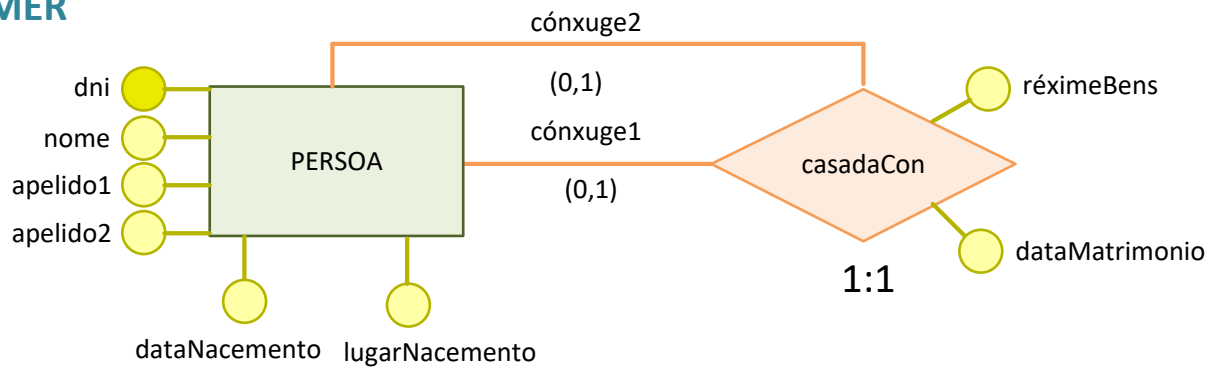 MER
cónxuge2
(0,1)
cónxuge1
(0,1)
dni
nome
apelido1
apelido2
PERSOA
casadaCon
réximeBens
dataMatrimonio
1:1
dataNacemento
lugarNacemento